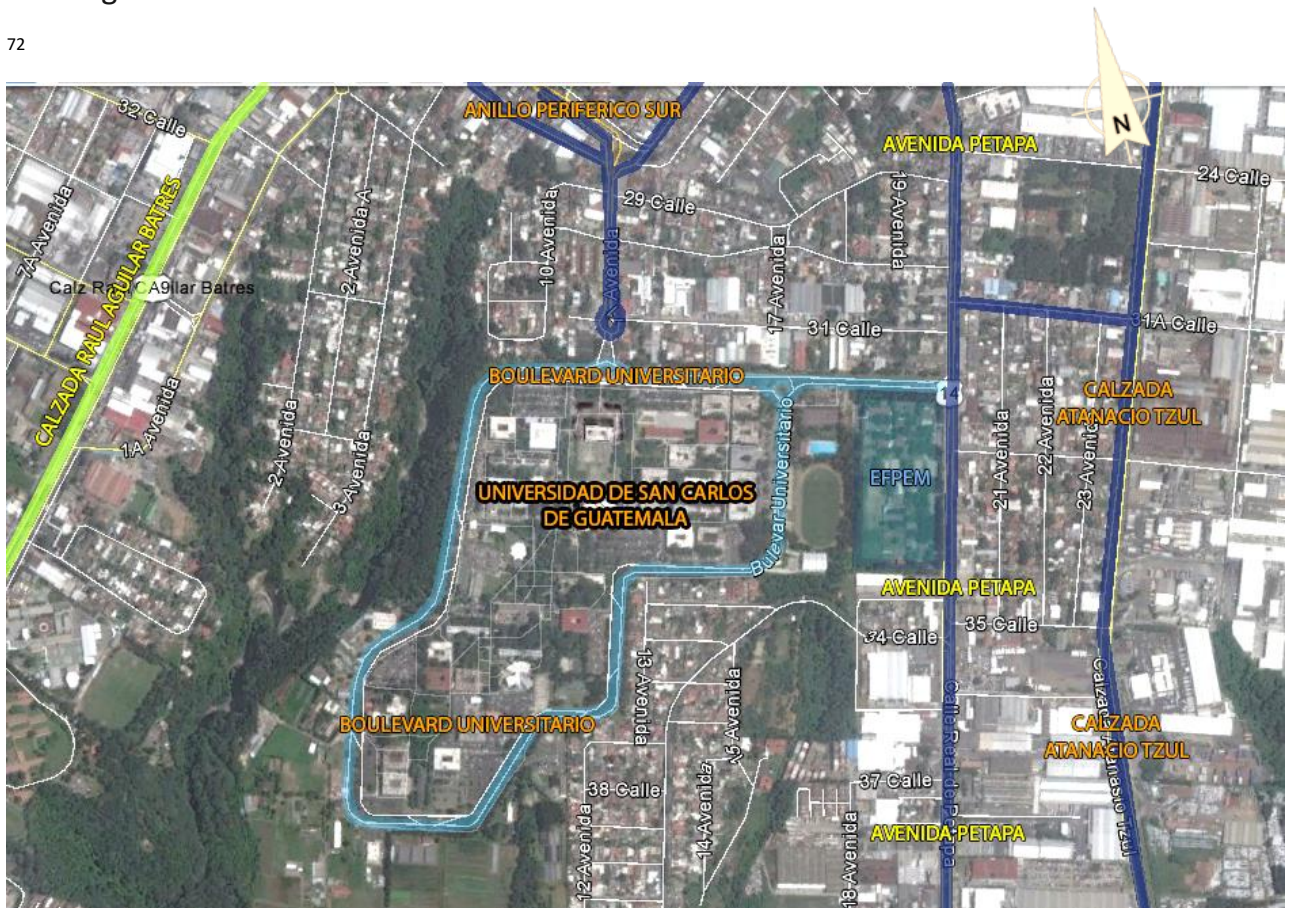 72
ANILLO PERIFERICO SUR
32 Calle
N
AVENIDA PETAPA
24 Calle
7A Avenida
CALZADA RAUL AGUILAR BATRES
2 Avenida A
10 Avenida
29 Calle
Avenida
17 Avenida
19 Avenida
31 Calle
31A Calle
BOULEVARD UNIVERSITARIO
14
CALZADA
ATANACIO TZUL
1A Avenida
2 Avenida
3 Avenida
UNIVERSIDAD DE SAN CARLOS
DE GUATEMALA
Bulevar Universitario
EFPEM
21 Avenida
22 Avenida
23 Avenida
AVENIDA PETAPA
34 Calle
35 Calle
13 Avenida
15 Avenida
BOULEVARD UNIVERSITARIO
Calle Real de Petapa
CALZADA
ATANACIO TZUL
38 Calle
37 Calle
14 Avenida
12 Avenida
18 Avenida
AVENIDA PETAPA